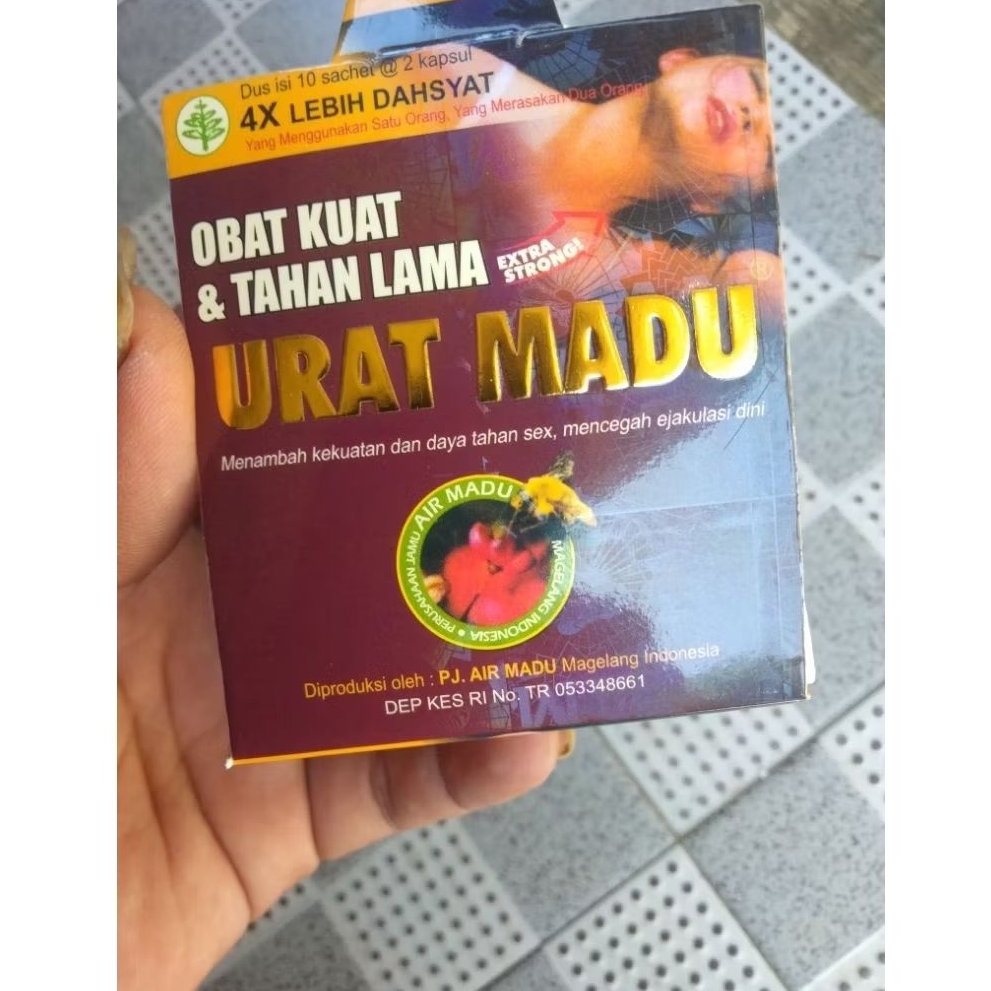 Dus isi 10 sachet @ 2 kapsul
4X LEBIH DAHSYAT
Yang Menggunakan Satu Orang, Yang Merasakan Dua Orang
OBAT KUAT
& TAHAN LAMA
EXTRA
STRONG!
URAT MADU®
Menambah kekuatan dan daya tahan sex, mencegah ejakulasi dini
PERUSAHAAN JAMU AIR MADU
MAGELANG INDONESIA
Diproduksi oleh : PJ. AIR MADU Magelang Indonesia
DEP KES RI No. TR 053348661